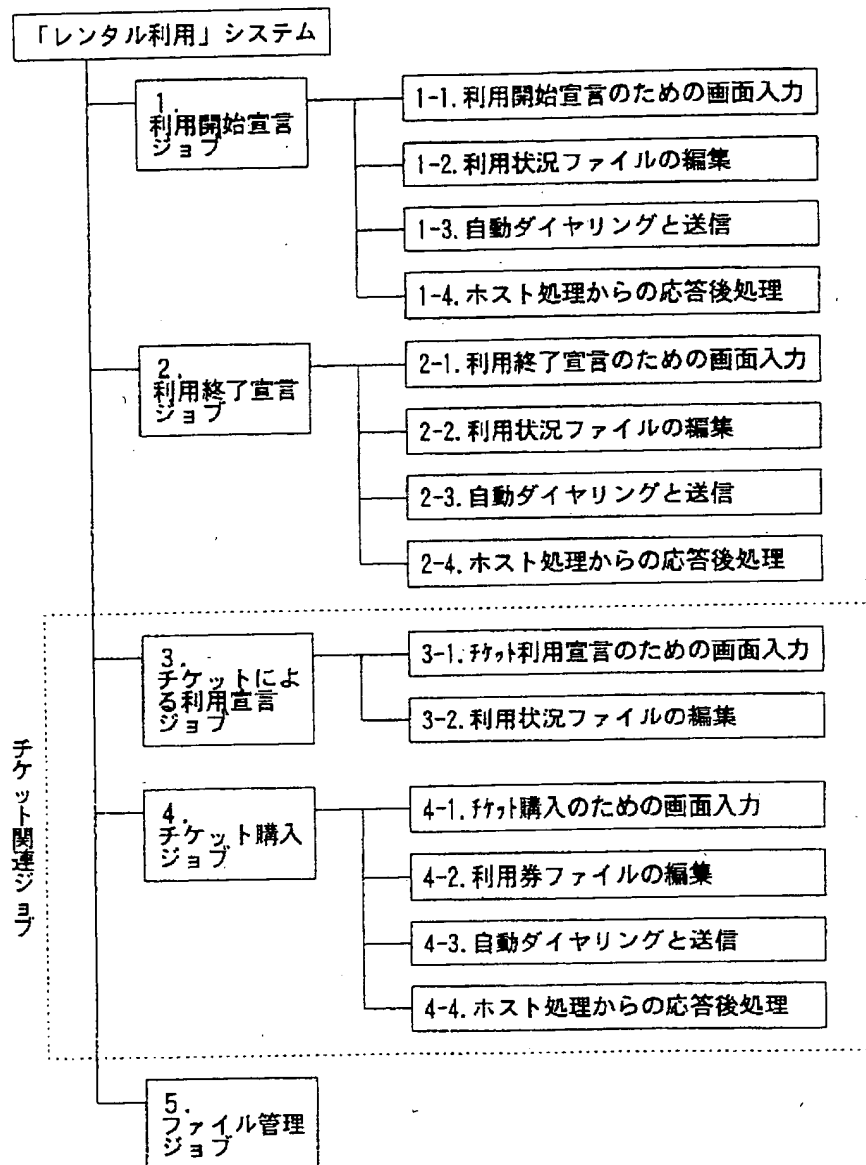 「レンタル利用」システム
1.
利用開始宣言
ジョブ
1-1.利用開始宣言のための画面入力
1-2.利用状況ファイルの編集
1-3.自動ダイヤリングと送信
1-4.ホスト処理からの応答後処理
2.
利用終了宣言
ジョブ
2-1.利用終了宣言のための画面入力
2-2.利用状況ファイルの編集
2-3.自動ダイヤリングと送信
2-4.ホスト処理からの応答後処理
チケット関連ジョブ
3.
チケットによ
る利用宣言
ジョブ
3-1.ﾁｹｯﾄ利用宣言のための画面入力
3-2.利用状況ファイルの編集
4.
チケット購入
ジョブ
4-1.ﾁｹｯﾄ購入のための画面入力
4-2.利用券ファイルの編集
4-3.自動ダイヤリングと送信
4-4.ホスト処理からの応答後処理
5.
ファイル管理
ジョブ